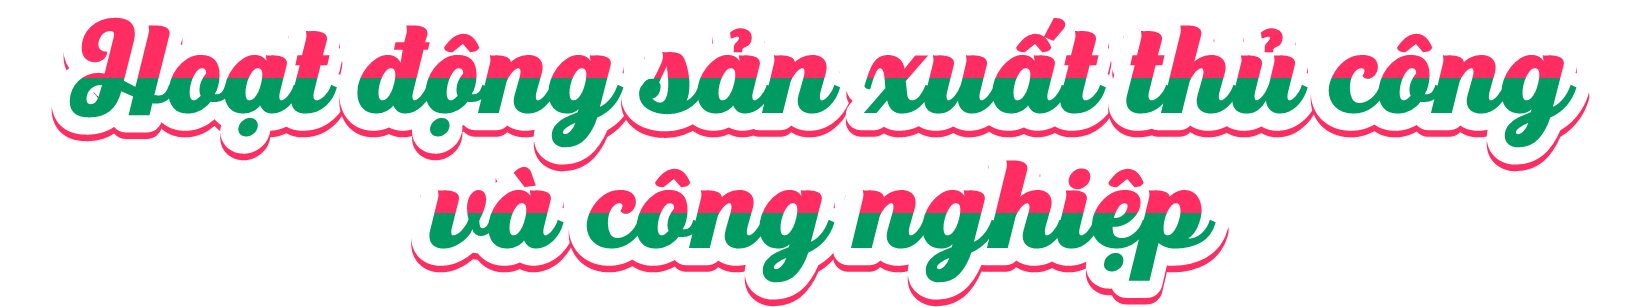 Hoạt động sản xuất thủ công
và công nghiệp